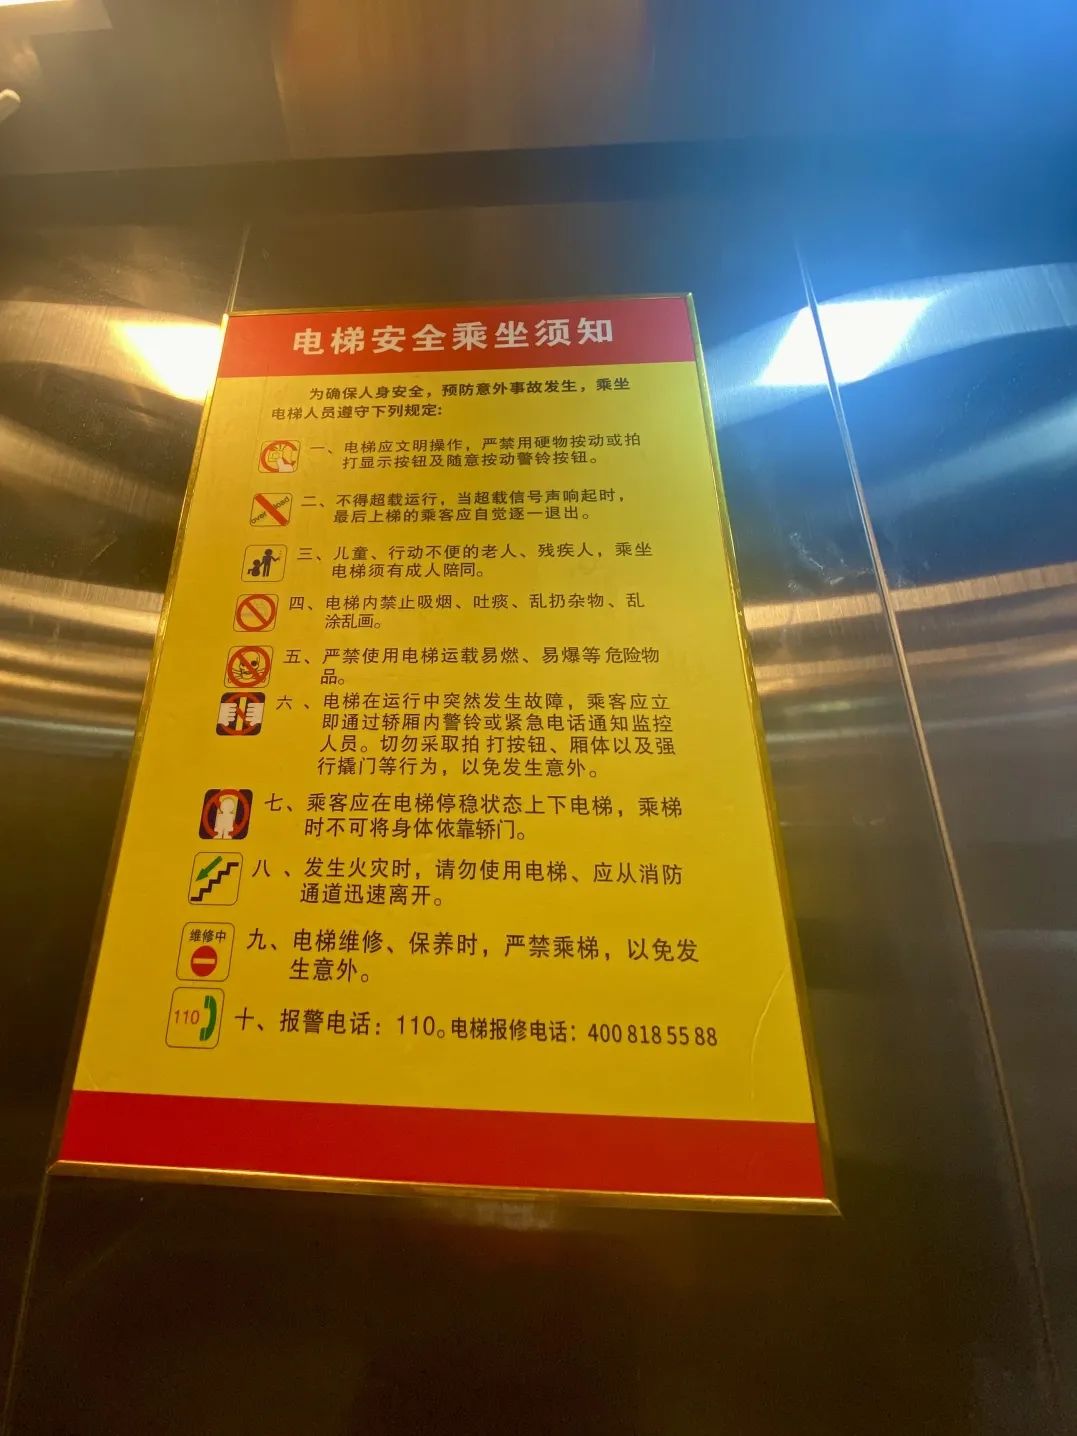 电梯安全乘坐须知
为确保人身安全，预防意外事故发生，乘坐
电梯人员遵守下列规定:
一、电梯应文明操作，严禁用硬物按动或拍
打显示按钮及随意按动警铃按钮。
over load
二、不得超载运行，当超载信号声响起时，
最后上梯的乘客应自觉逐一退出。
三、儿童、行动不便的老人、残疾人，乘坐
电梯须有成人陪同。
四、电梯内禁止吸烟、吐痰、乱扔杂物、乱
涂乱画。
五、严禁使用电梯运载易燃、易爆等危险物
品。
六、电梯在运行中突然发生故障，乘客应立
即通过轿厢内警铃或紧急电话通知监控
人员。切勿采取拍打按钮、厢体以及强
行撬门等行为，以免发生意外。
七、乘客应在电梯停稳状态上下电梯，乘梯
时不可将身体依靠轿门。
八、发生火灾时，请勿使用电梯、应从消防
通道迅速离开。
维修中
九、电梯维修、保养时，严禁乘梯，以免发
生意外。
110
十、报警电话：110。电梯报修电话：400 818 55 88